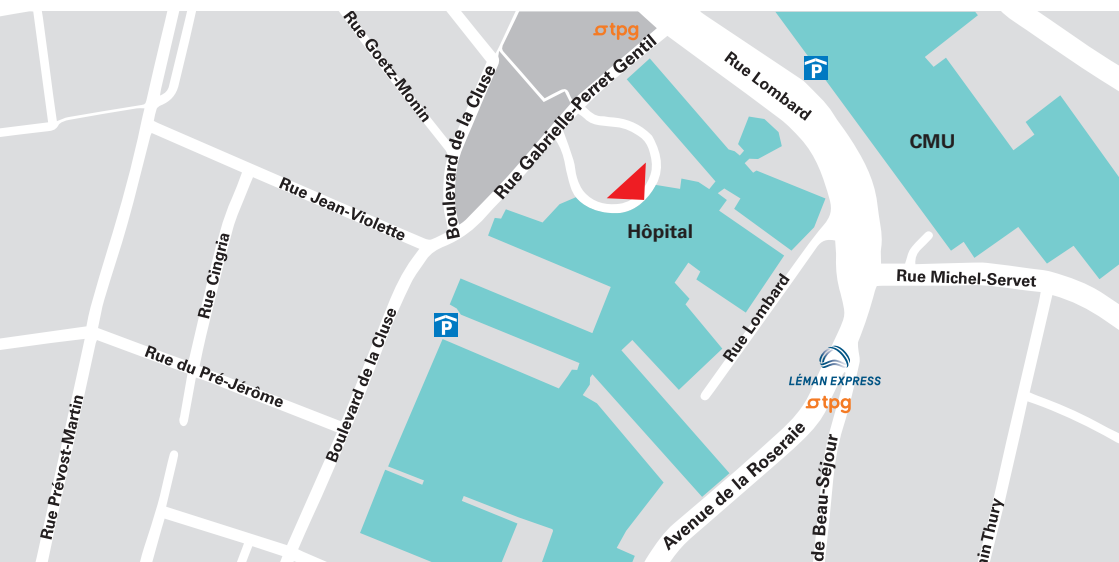 Rue Goetz-Monin
tpg
Boulevard de la Cluse
Rue Gabrielle-Perret Gentil
Rue Lombard
P
CMU
Rue Jean-Violette
Hôpital
Rue Cingria
Rue Michel-Servet
Rue Lombard
P
Boulevard de la Cluse
Rue du Pré-Jérôme
LÉMAN EXPRESS
tpg
Rue Prévost-Martin
Avenue de la Roseraie
de Beau-Séjour
in Thury